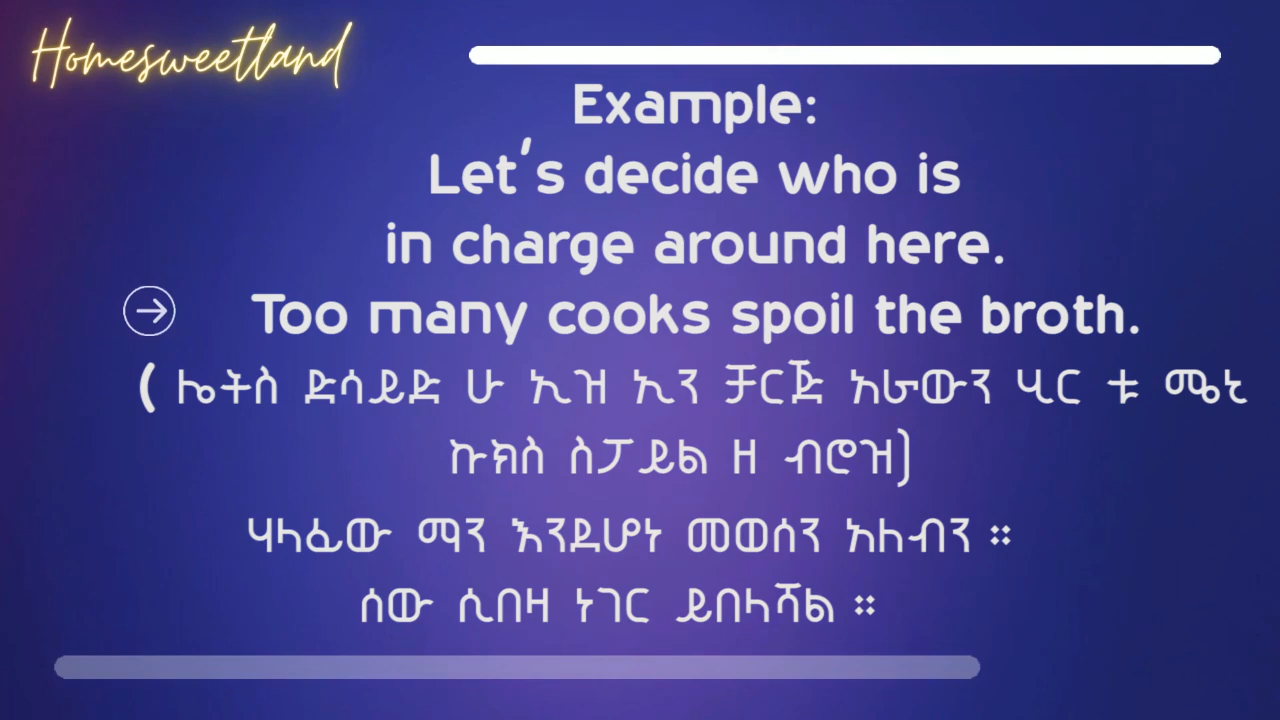 Homesweetland
Example:
Let's decide who is
in charge around here.
Too many cooks spoil the broth.
( ሌትስ ድሳይድ ሁ ኢዝ ኢን ቻርጅ አራውን ሂር ቱ ሜኒ
ኩክስ ስፓይል ዘ ብሮዝ)
ሃላፊው ማን እንደሆነ መወሰን አለብን ።
ሰው ሲበዛ ነገር ይበላሻል ።